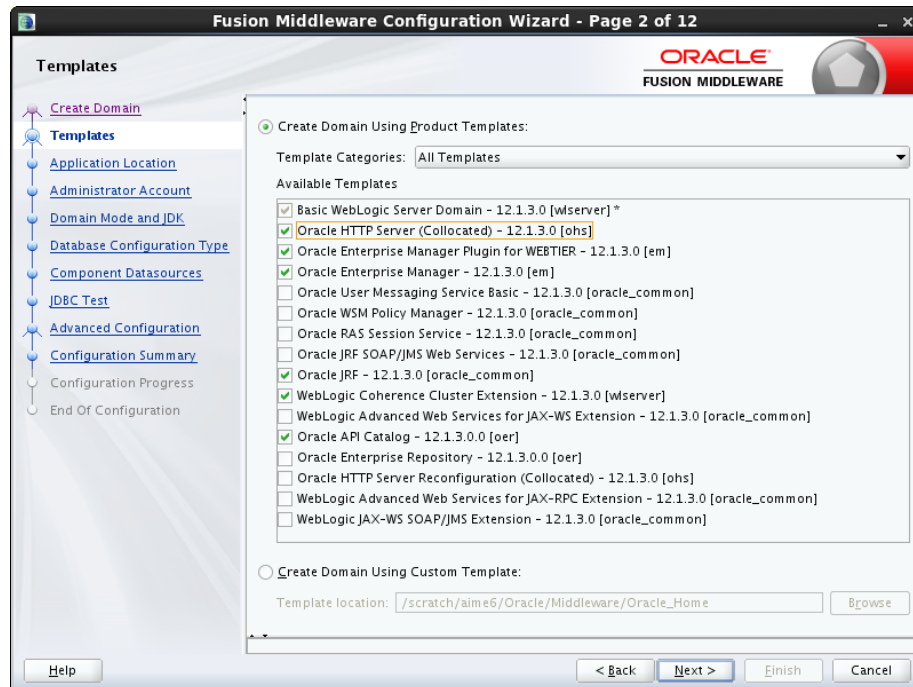 Fusion Middleware Configuration Wizard - Page 2 of 12
Templates
ORACLE
FUSION MIDDLEWARE
Create Domain
Templates
Application Location
Administrator Account
Domain Mode and JDK
Database Configuration Type
Component Datasources
JDBC Test
Advanced Configuration
Configuration Summary
Configuration Progress
End Of Configuration
Create Domain Using Product Templates:
Template Categories: All Templates
Available Templates
Basic WebLogic Server Domain - 12.1.3.0 [wlserver] *
Oracle HTTP Server (Collocated) - 12.1.3.0 [ohs]
Oracle Enterprise Manager Plugin for WEBTIER - 12.1.3.0 [em]
Oracle Enterprise Manager - 12.1.3.0 [em]
Oracle User Messaging Service Basic - 12.1.3.0 [oracle_common]
Oracle WSM Policy Manager - 12.1.3.0 [oracle_common]
Oracle RAS Session Service - 12.1.3.0 [oracle_common]
Oracle JRF SOAP/JMS Web Services - 12.1.3.0 [oracle_common]
Oracle JRF - 12.1.3.0 [oracle_common]
WebLogic Coherence Cluster Extension - 12.1.3.0 [wlserver]
WebLogic Advanced Web Services for JAX-WS Extension - 12.1.3.0 [oracle_common]
Oracle API Catalog - 12.1.3.0.0 [oer]
Oracle Enterprise Repository - 12.1.3.0.0 [oer]
Oracle HTTP Server Reconfiguration (Collocated) - 12.1.3.0 [ohs]
WebLogic Advanced Web Services for JAX-RPC Extension - 12.1.3.0 [oracle_common]
WebLogic JAX-WS SOAP/JMS Extension - 12.1.3.0 [oracle_common]
Create Domain Using Custom Template:
Template location: /scratch/aime6/Oracle/Middleware/Oracle_Home Browse
Help < Back Next > Finish Cancel